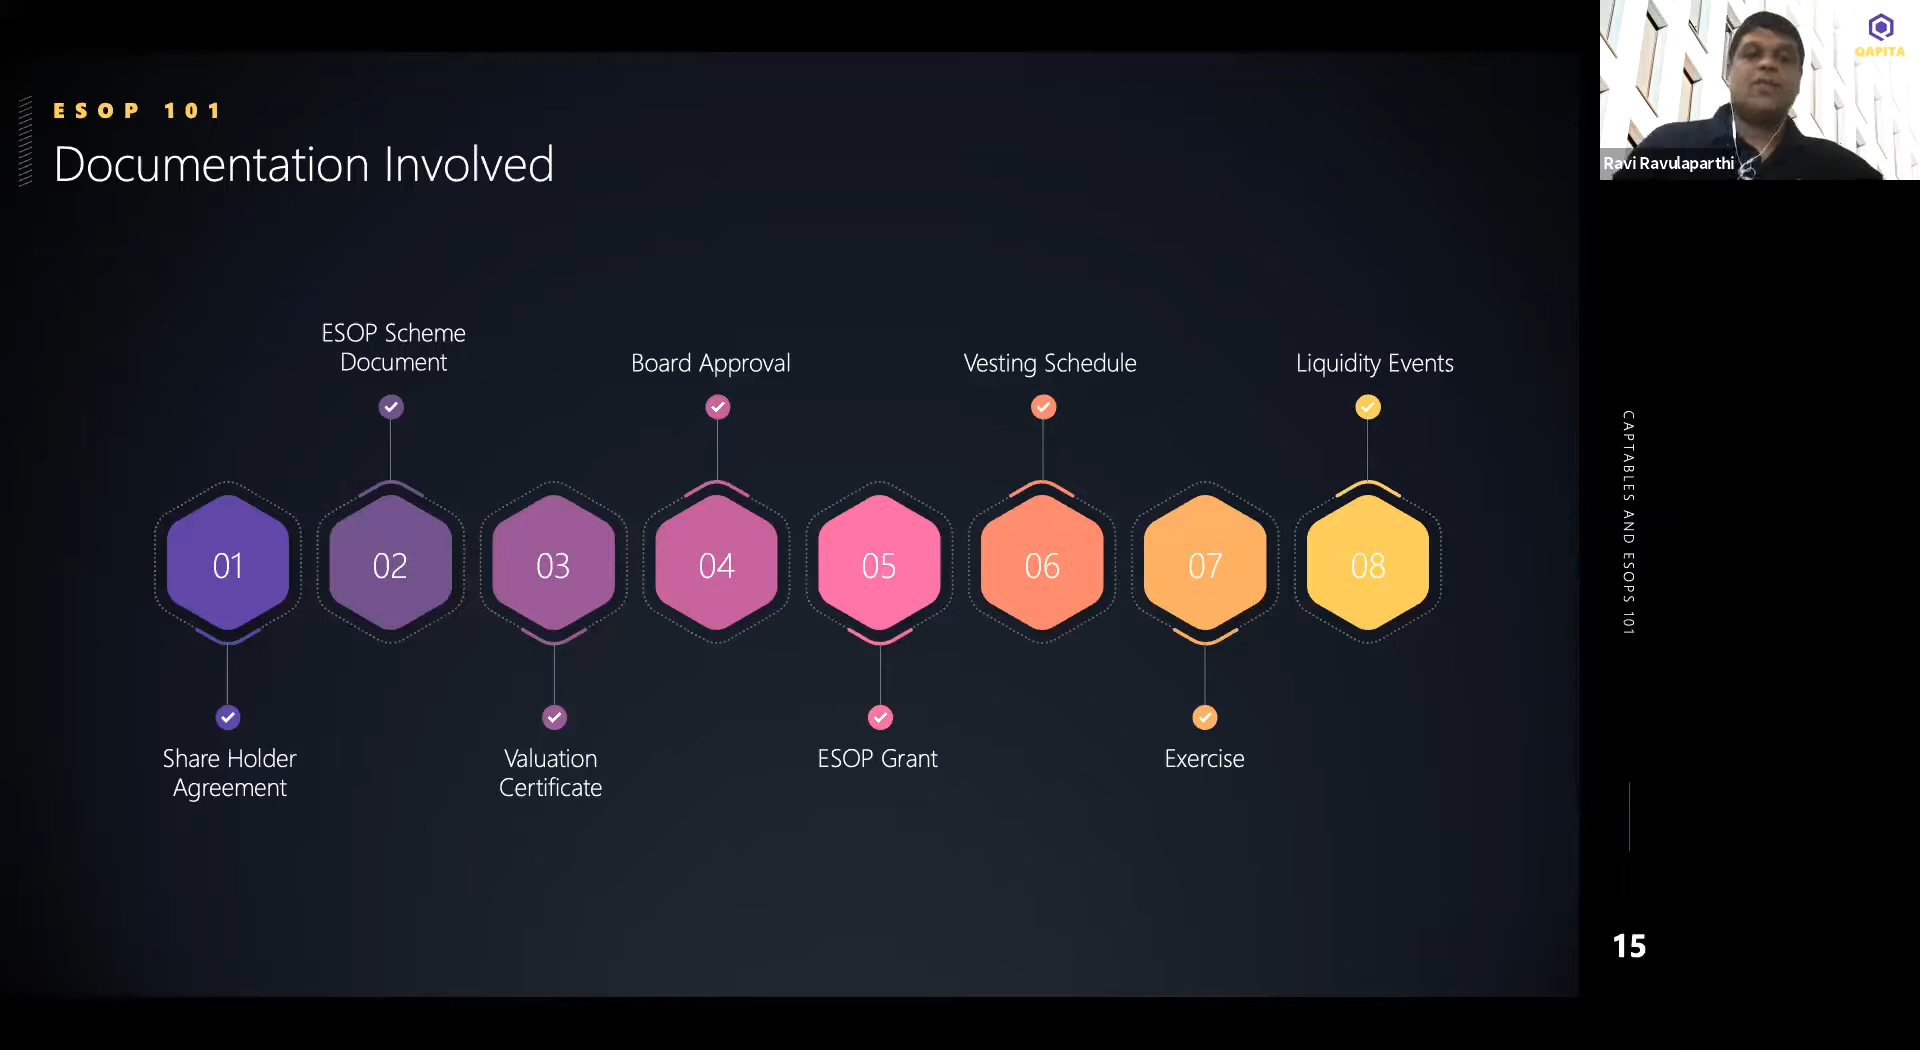 ESOP 101
Documentation Involved
ESOP Scheme
Document
Board Approval
Vesting Schedule
Liquidity Events
01
02
03
04
05
06
07
08
Share Holder
Agreement
Valuation
Certificate
ESOP Grant
Exercise
QAPITA
Ravi Ravulaparthi
CAPTABLES AND ESOPS 101
15